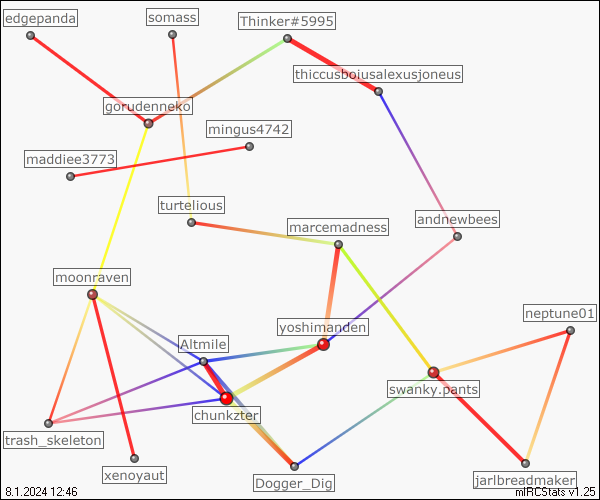 edgepanda
somass
Thinker#5995
thiccusboiusalexusjoneus
gorudenneko
mingus4742
maddiee3773
turtelious
marcemadness
andnewbees
moonraven
neptune01
yoshimanden
Altmile
swanky.pants
chunkzter
trash_skeleton
xenoyaut
Dogger_Dig
jarlbreadmaker
8.1.2024 12:46
mIRCStats v1.25